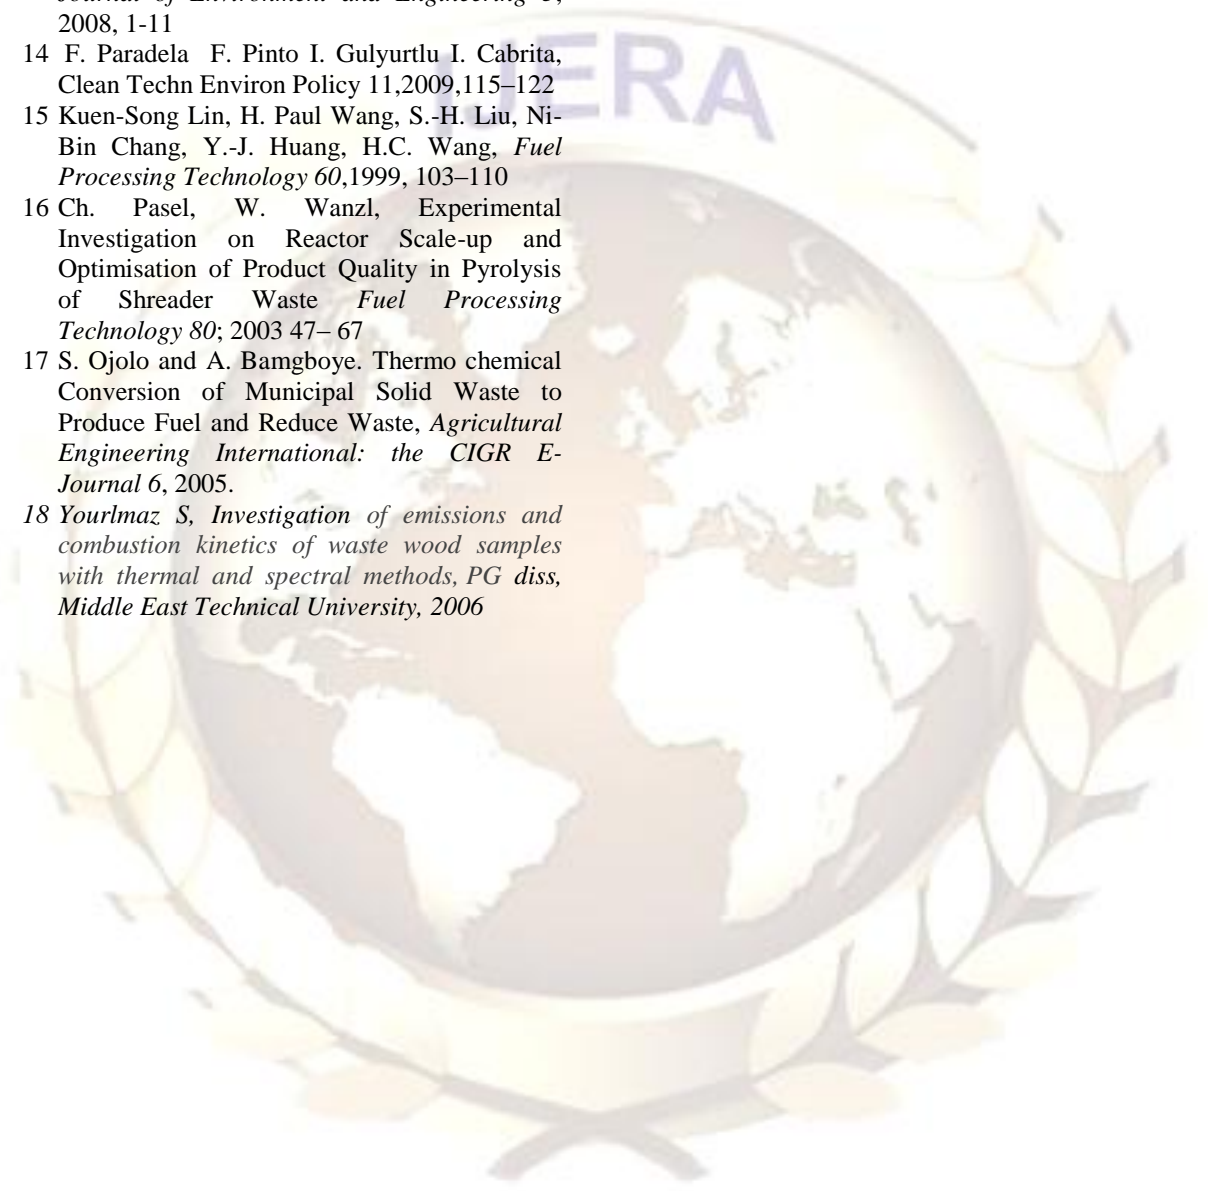 IJERA
Journal of Environment and Engineering 3,
2008, 1-11
14 F. Paradela F. Pinto I. Gulyurtlu I. Cabrita,
Clean Techn Environ Policy 11,2009,115–122
15 Kuen-Song Lin, H. Paul Wang, S.-H. Liu, Ni-
Bin Chang, Y.-J. Huang, H.C. Wang, Fuel
Processing Technology 60,1999, 103–110
16 Ch. Pasel, W. Wanzl, Experimental
Investigation on Reactor Scale-up and
Optimisation of Product Quality in Pyrolysis
of Shreader Waste Fuel Processing
Technology 80; 2003 47– 67
17 S. Ojolo and A. Bamgboye. Thermo chemical
Conversion of Municipal Solid Waste to
Produce Fuel and Reduce Waste, Agricultural
Engineering International: the CIGR E-
Journal 6, 2005.
18 Yourlmaz S, Investigation of emissions and
combustion kinetics of waste wood samples
with thermal and spectral methods, PG diss,
Middle East Technical University, 2006